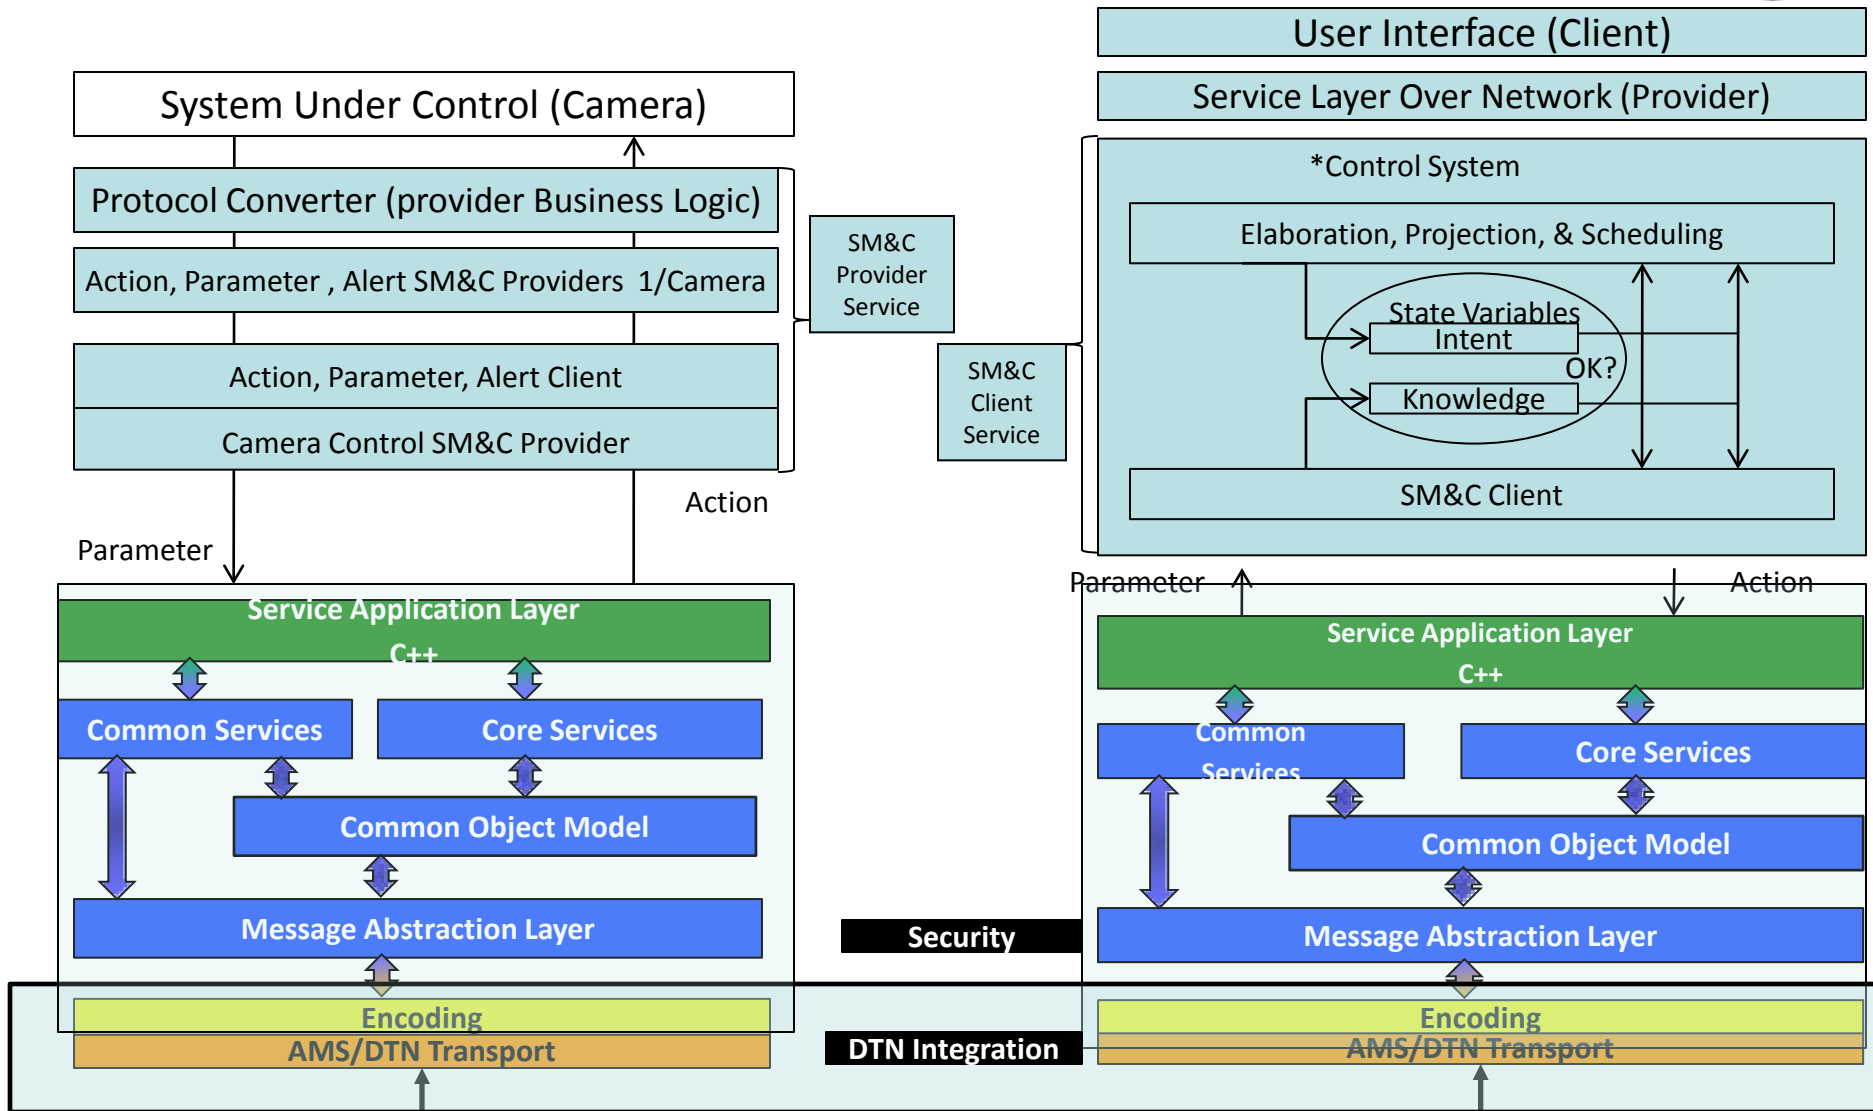 User Interface (Client)
System Under Control (Camera)
Service Layer Over Network (Provider)
Protocol Converter (provider Business Logic)
Action, Parameter , Alert SM&C Providers 1/Camera
Action, Parameter, Alert Client
Camera Control SM&C Provider
SM&C
Provider
Service
SM&C
Client
Service
*Control System
Elaboration, Projection, & Scheduling
State Variables
Intent
OK?
Knowledge
SM&C Client
Action
Parameter
Parameter
Action
Service Application Layer
C++
Common Services
Core Services
Common Object Model
Message Abstraction Layer
Encoding
AMS/DTN Transport
Security
DTN Integration
Service Application Layer
C++
Common
Services
Core Services
Common Object Model
Message Abstraction Layer
Encoding
AMS/DTN Transport